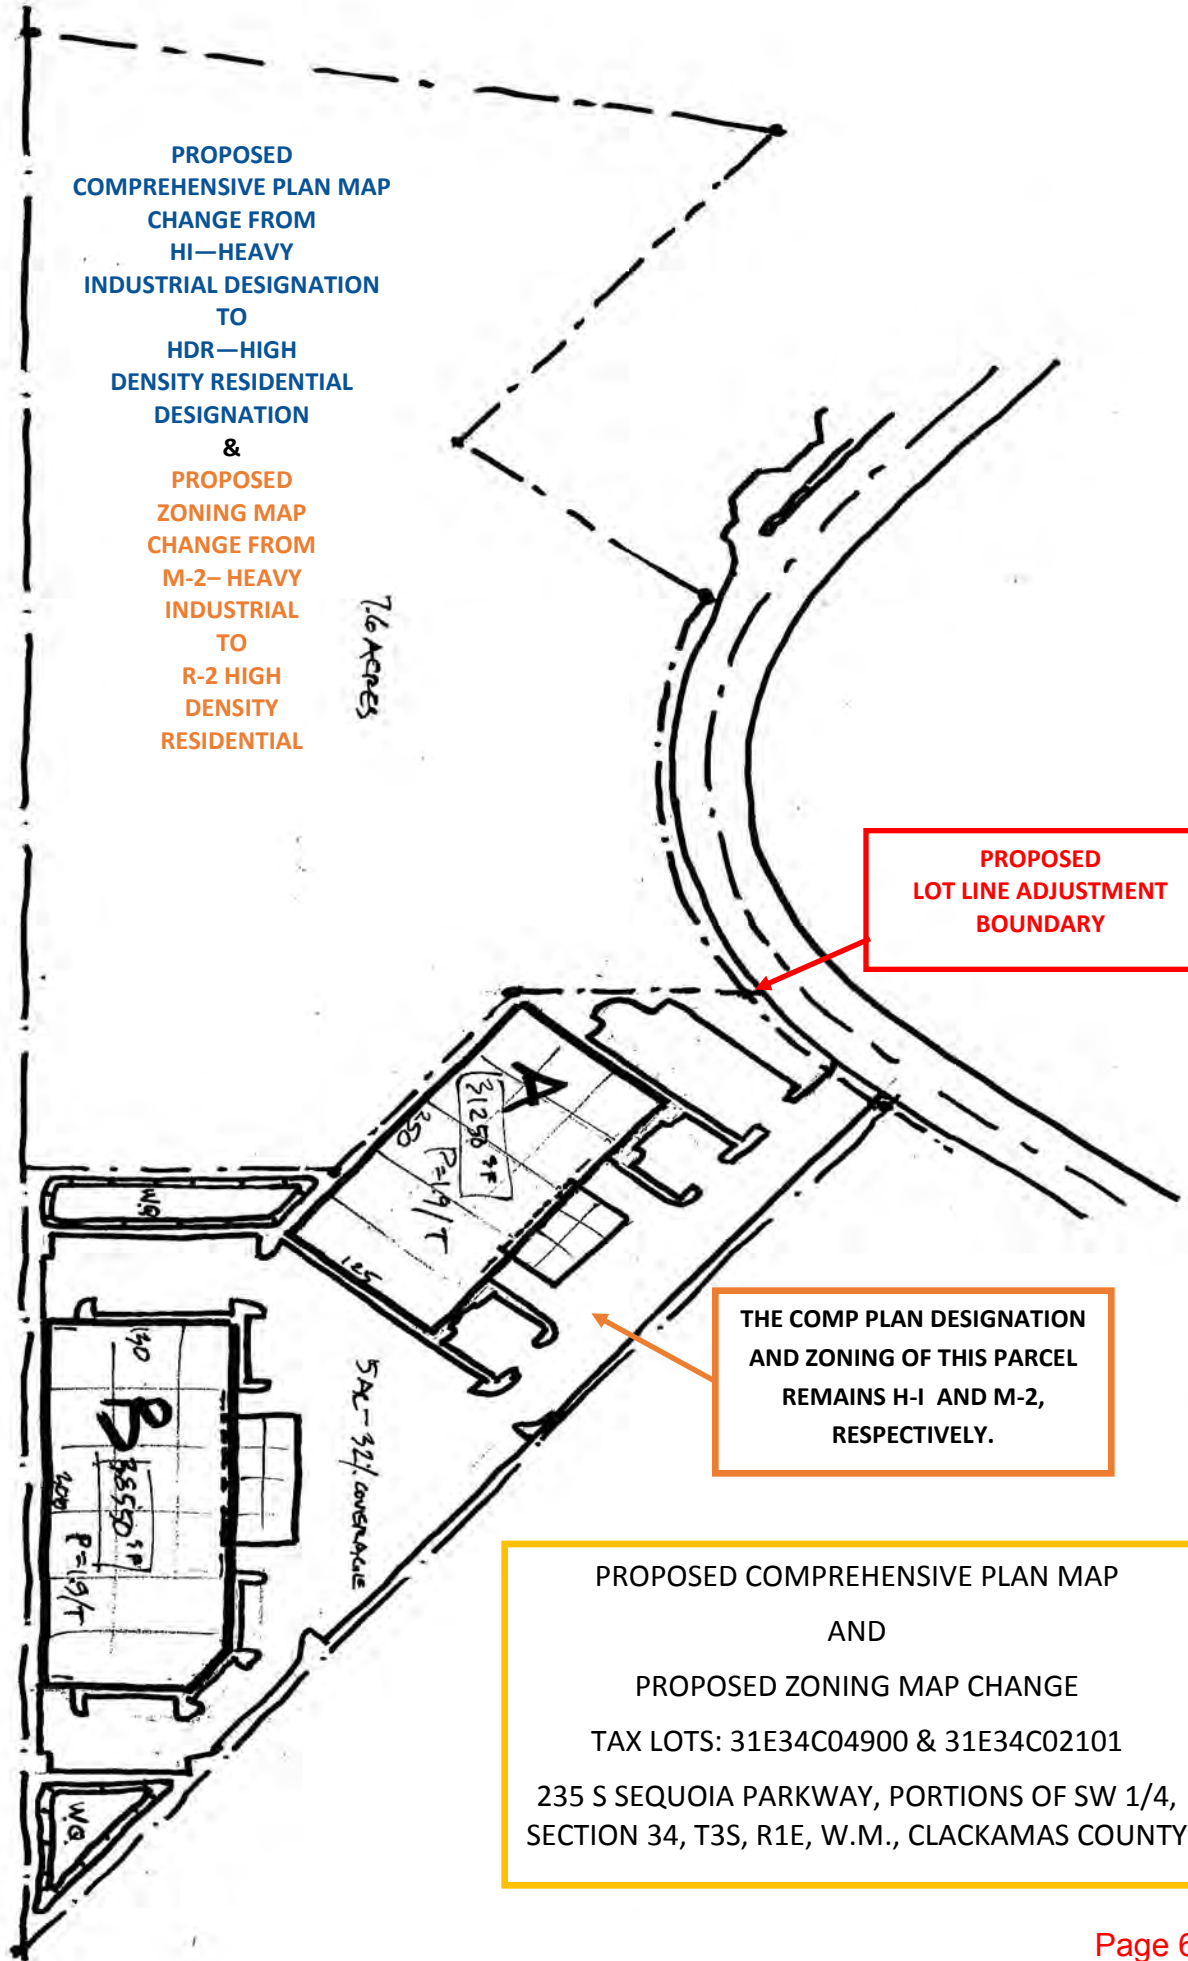 PROPOSED
COMPREHENSIVE PLAN MAP
CHANGE FROM
HI—HEAVY
INDUSTRIAL DESIGNATION
TO
HDR—HIGH
DENSITY RESIDENTIAL
DESIGNATION
&
PROPOSED
ZONING MAP
CHANGE FROM
M-2– HEAVY
INDUSTRIAL
TO
R-2 HIGH
DENSITY
RESIDENTIAL
7.6 ACRES
PROPOSED
LOT LINE ADJUSTMENT
BOUNDARY
A
31250 SF
P=1.9/T
250
125
W.Q.
THE COMP PLAN DESIGNATION
AND ZONING OF THIS PARCEL
REMAINS H-I AND M-2,
RESPECTIVELY.
5 AC - 32% COVERAGE
130
B
SF
P=1.9/T
300
W.Q.
PROPOSED COMPREHENSIVE PLAN MAP
AND
PROPOSED ZONING MAP CHANGE
TAX LOTS: 31E34C04900 & 31E34C02101
235 S SEQUOIA PARKWAY, PORTIONS OF SW 1/4,
SECTION 34, T3S, R1E, W.M., CLACKAMAS COUNTY
Page 6